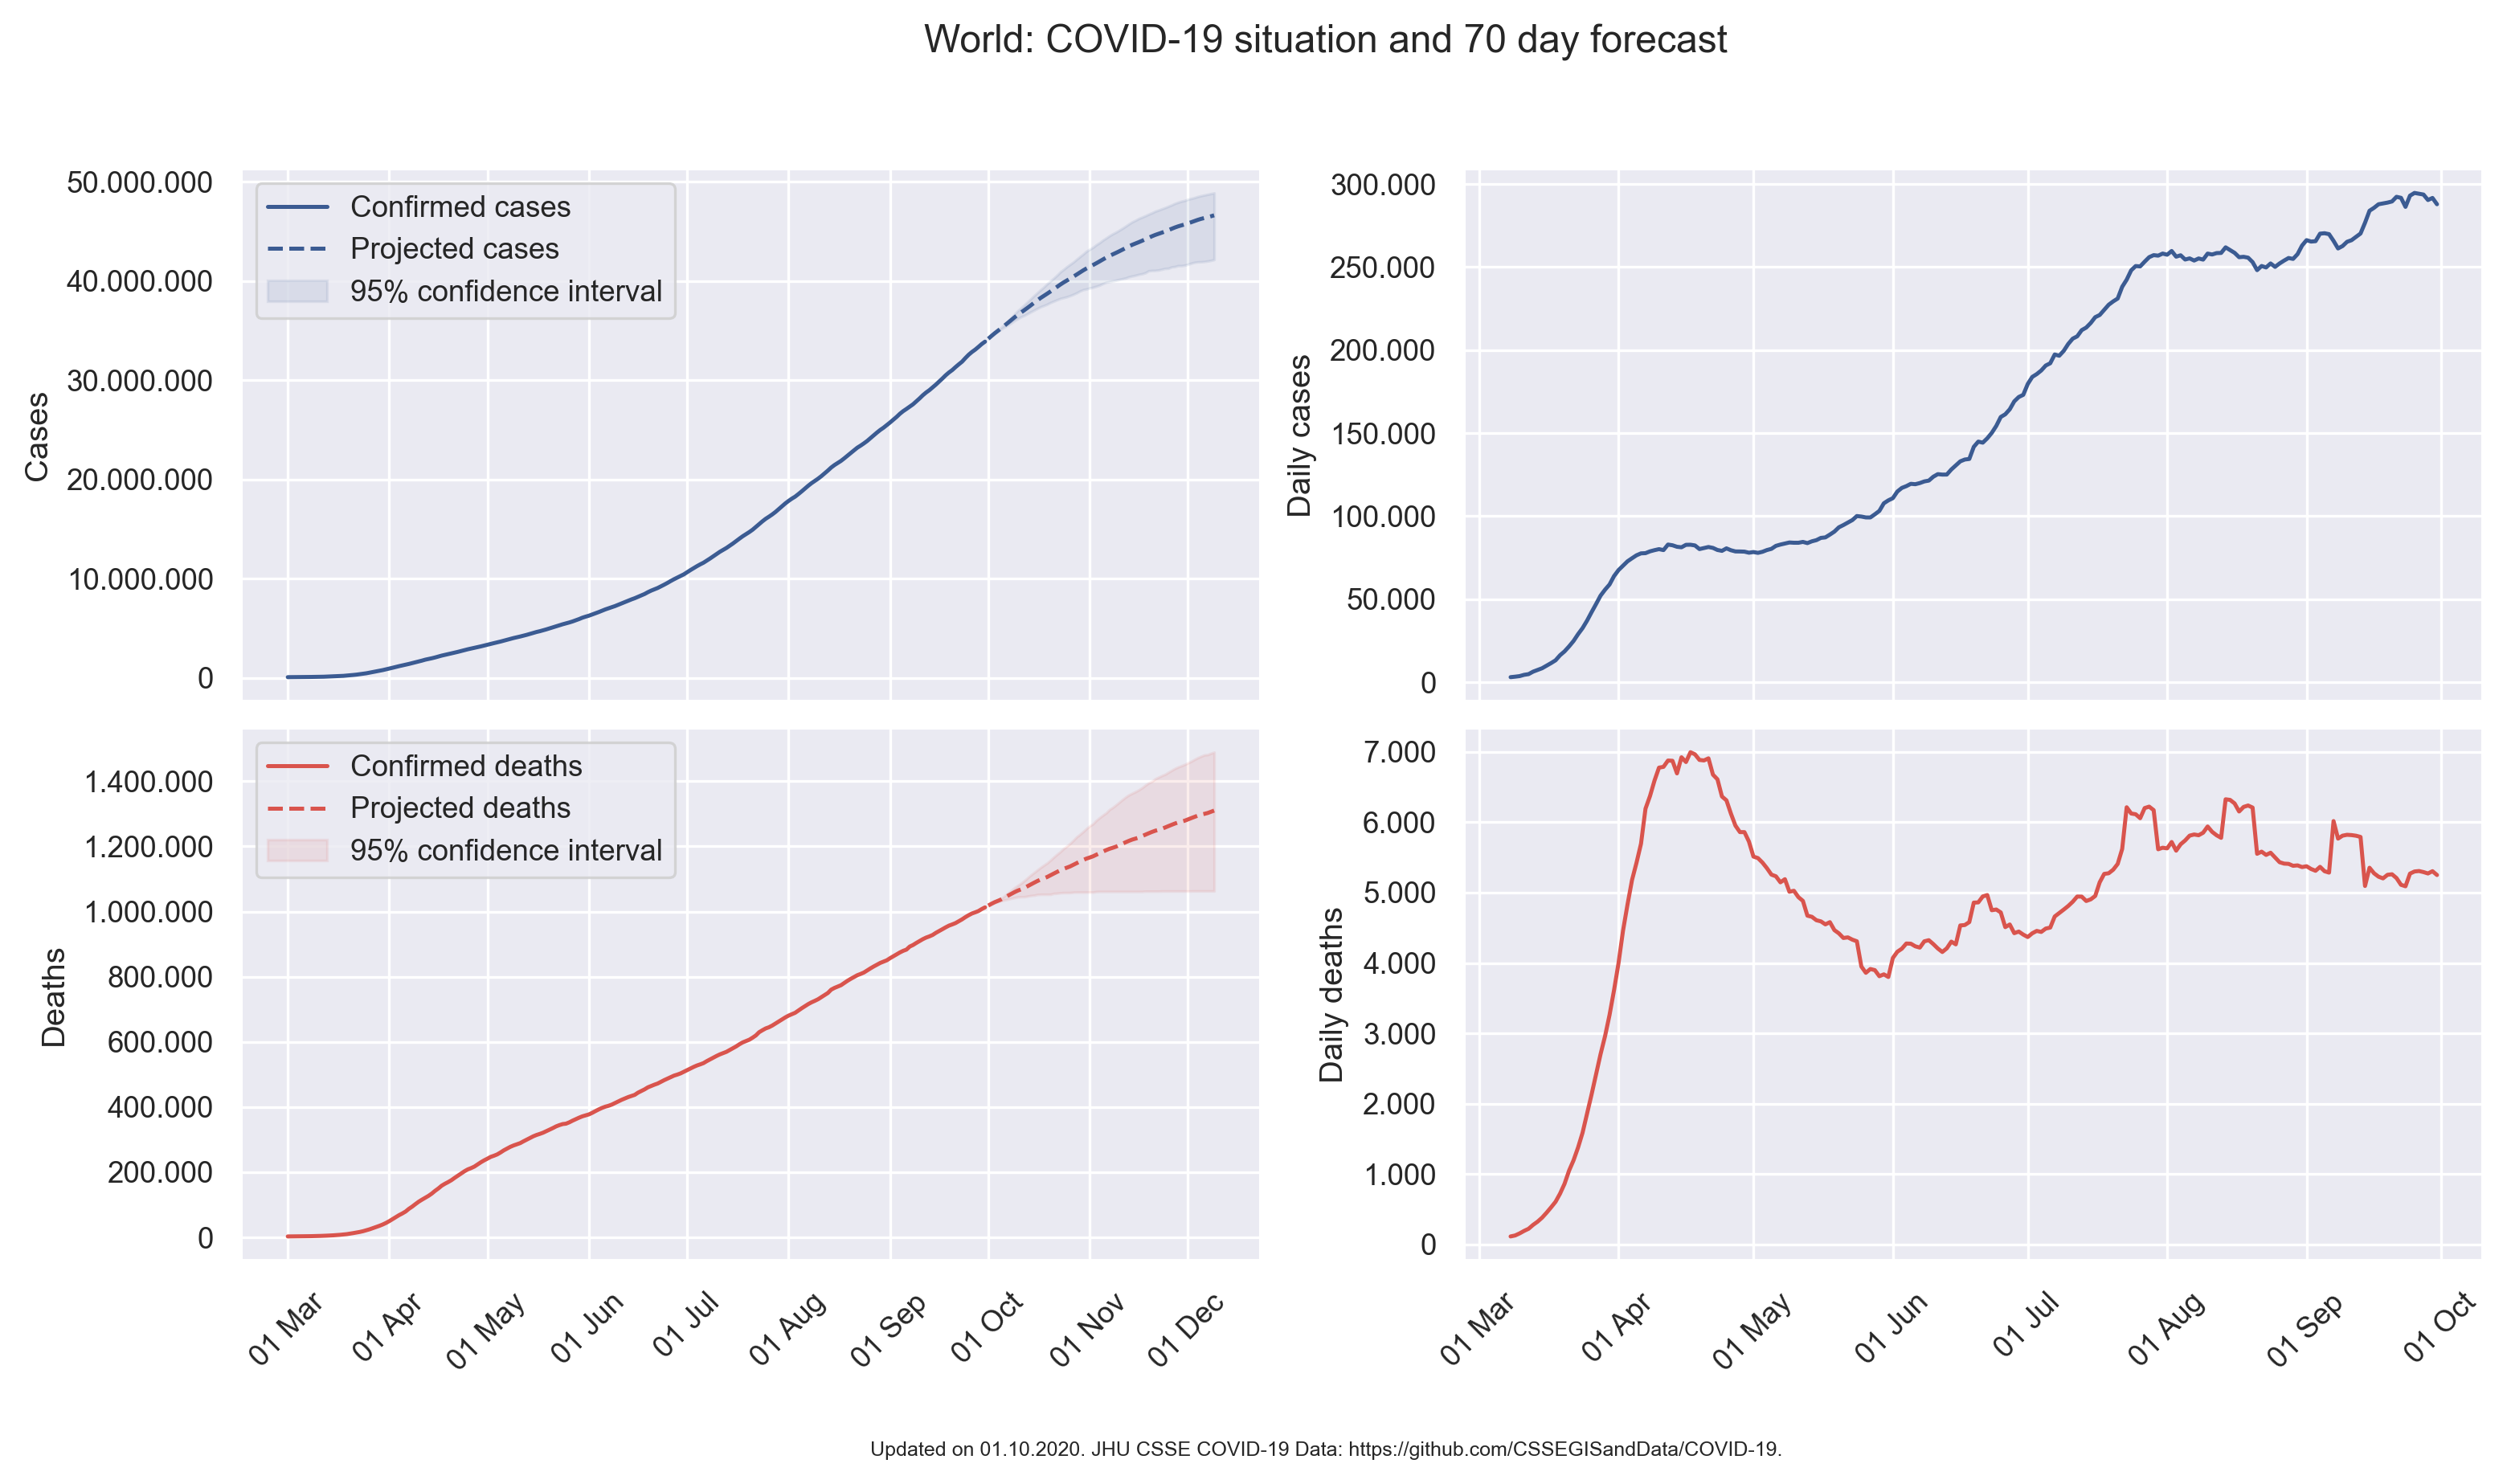 World: COVID-19 situation and 70 day forecast
Cases
50.000.000
40.000.000
30.000.000
20.000.000
10.000.000
0
Confirmed cases
Projected cases
95% confidence interval
Daily cases
300.000
250.000
200.000
150.000
100.000
50.000
0
Deaths
1.400.000
1.200.000
1.000.000
800.000
600.000
400.000
200.000
0
Confirmed deaths
Projected deaths
95% confidence interval
01 Mar
01 Apr
01 May
01 Jun
01 Jul
01 Aug
01 Sep
01 Oct
01 Nov
01 Dec
Daily deaths
7.000
6.000
5.000
4.000
3.000
2.000
1.000
0
01 Mar
01 Apr
01 May
01 Jun
01 Jul
01 Aug
01 Sep
01 Oct
Updated on 01.10.2020. JHU CSSE COVID-19 Data: https://github.com/CSSEGISandData/COVID-19.